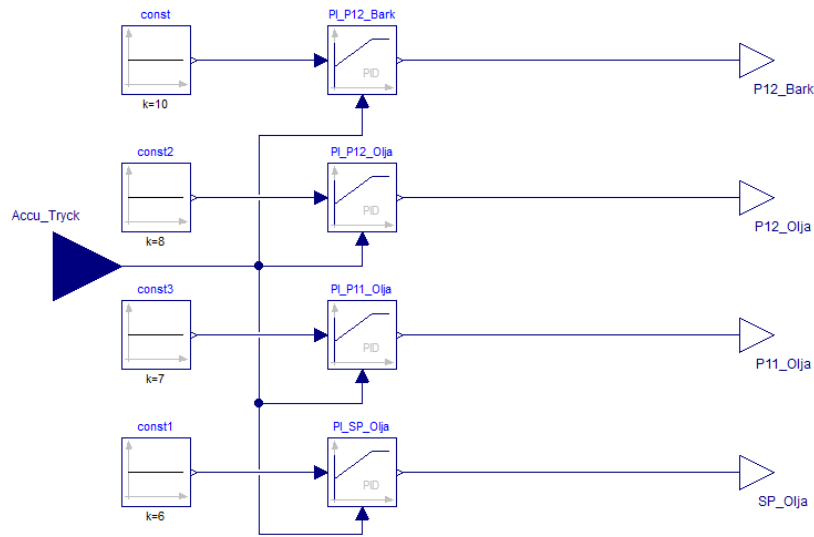 const
PI_P12_Bark
PID
k=10
P12_Bark
const2
PI_P12_Olja
PID
k=8
P12_Olja
Accu_Tryck
const3
PI_P11_Olja
PID
k=7
P11_Olja
const1
PI_SP_Olja
PID
k=6
SP_Olja